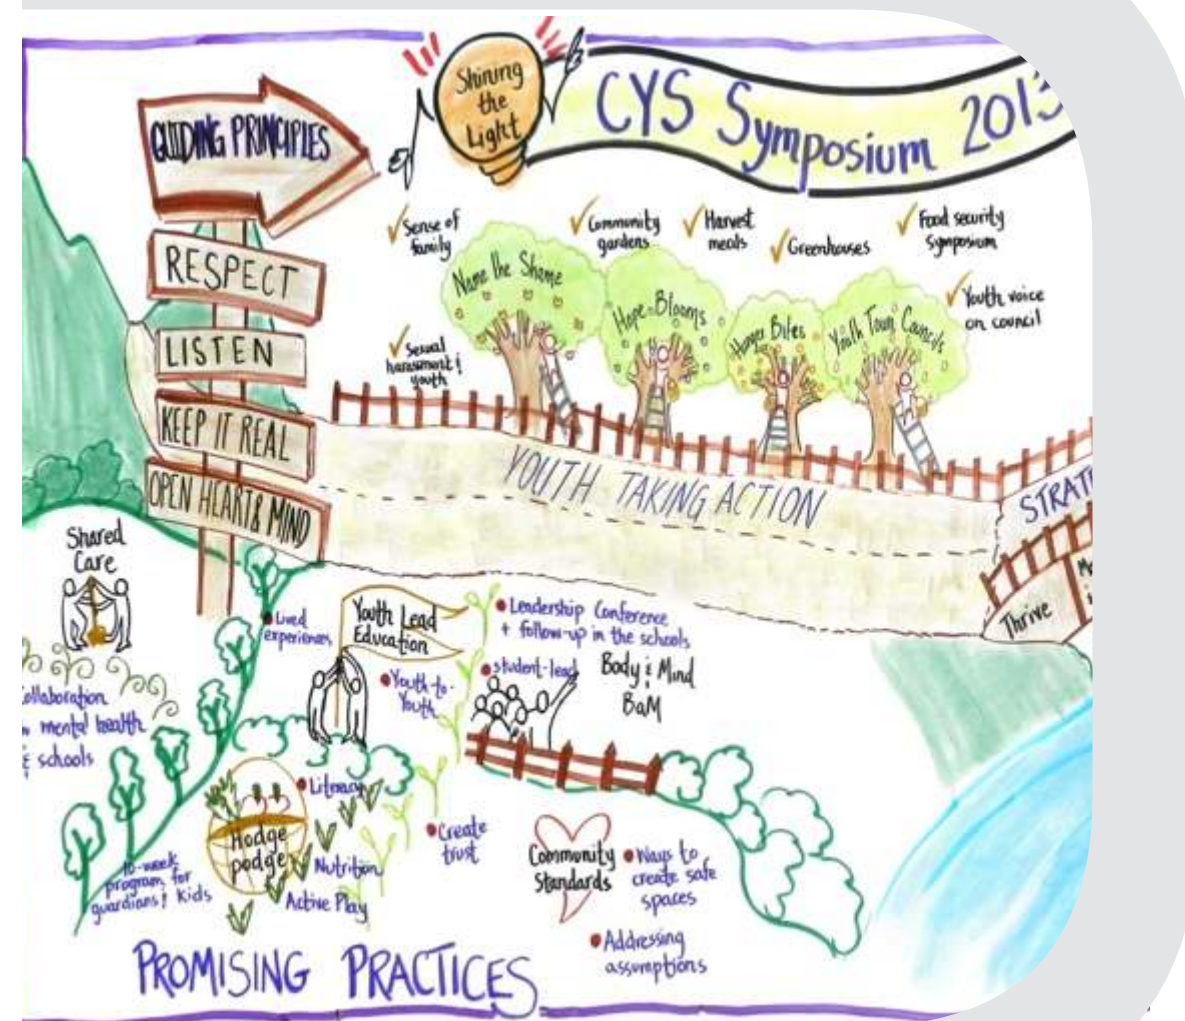 Shining
the
Light
CYS Symposium 2013
GUIDING PRINCIPLES
RESPECT
LISTEN
KEEP IT REAL
OPEN HEART & MIND
✓ Sense of
family
✓ Community
gardens
✓ Harvest
meals
✓ Greenhouses
✓ Food security
Symposium
✓ Youth voice
on council
✓ Sexual
harassment &
youth
Name the Shame
Hope Blooms
Hunger Bites
Youth Town Councils
YOUTH TAKING ACTION
STRAT
Thrive
Shared
Care
ollaboration
mental health
& schools
• Lived
experiences
Youth Lead
Education
• Youth-to-
Youth
• Leadership Conference
+ follow-up in the schools
• student-lead
Body & Mind
BaM
Hodge
podge
• Literacy
Nutrition
Active Play
10-week
program for
guardians & kids
• Create
trust
Community
Standards
• Ways to
create safe
spaces
• Addressing
assumptions
PROMISING PRACTICES